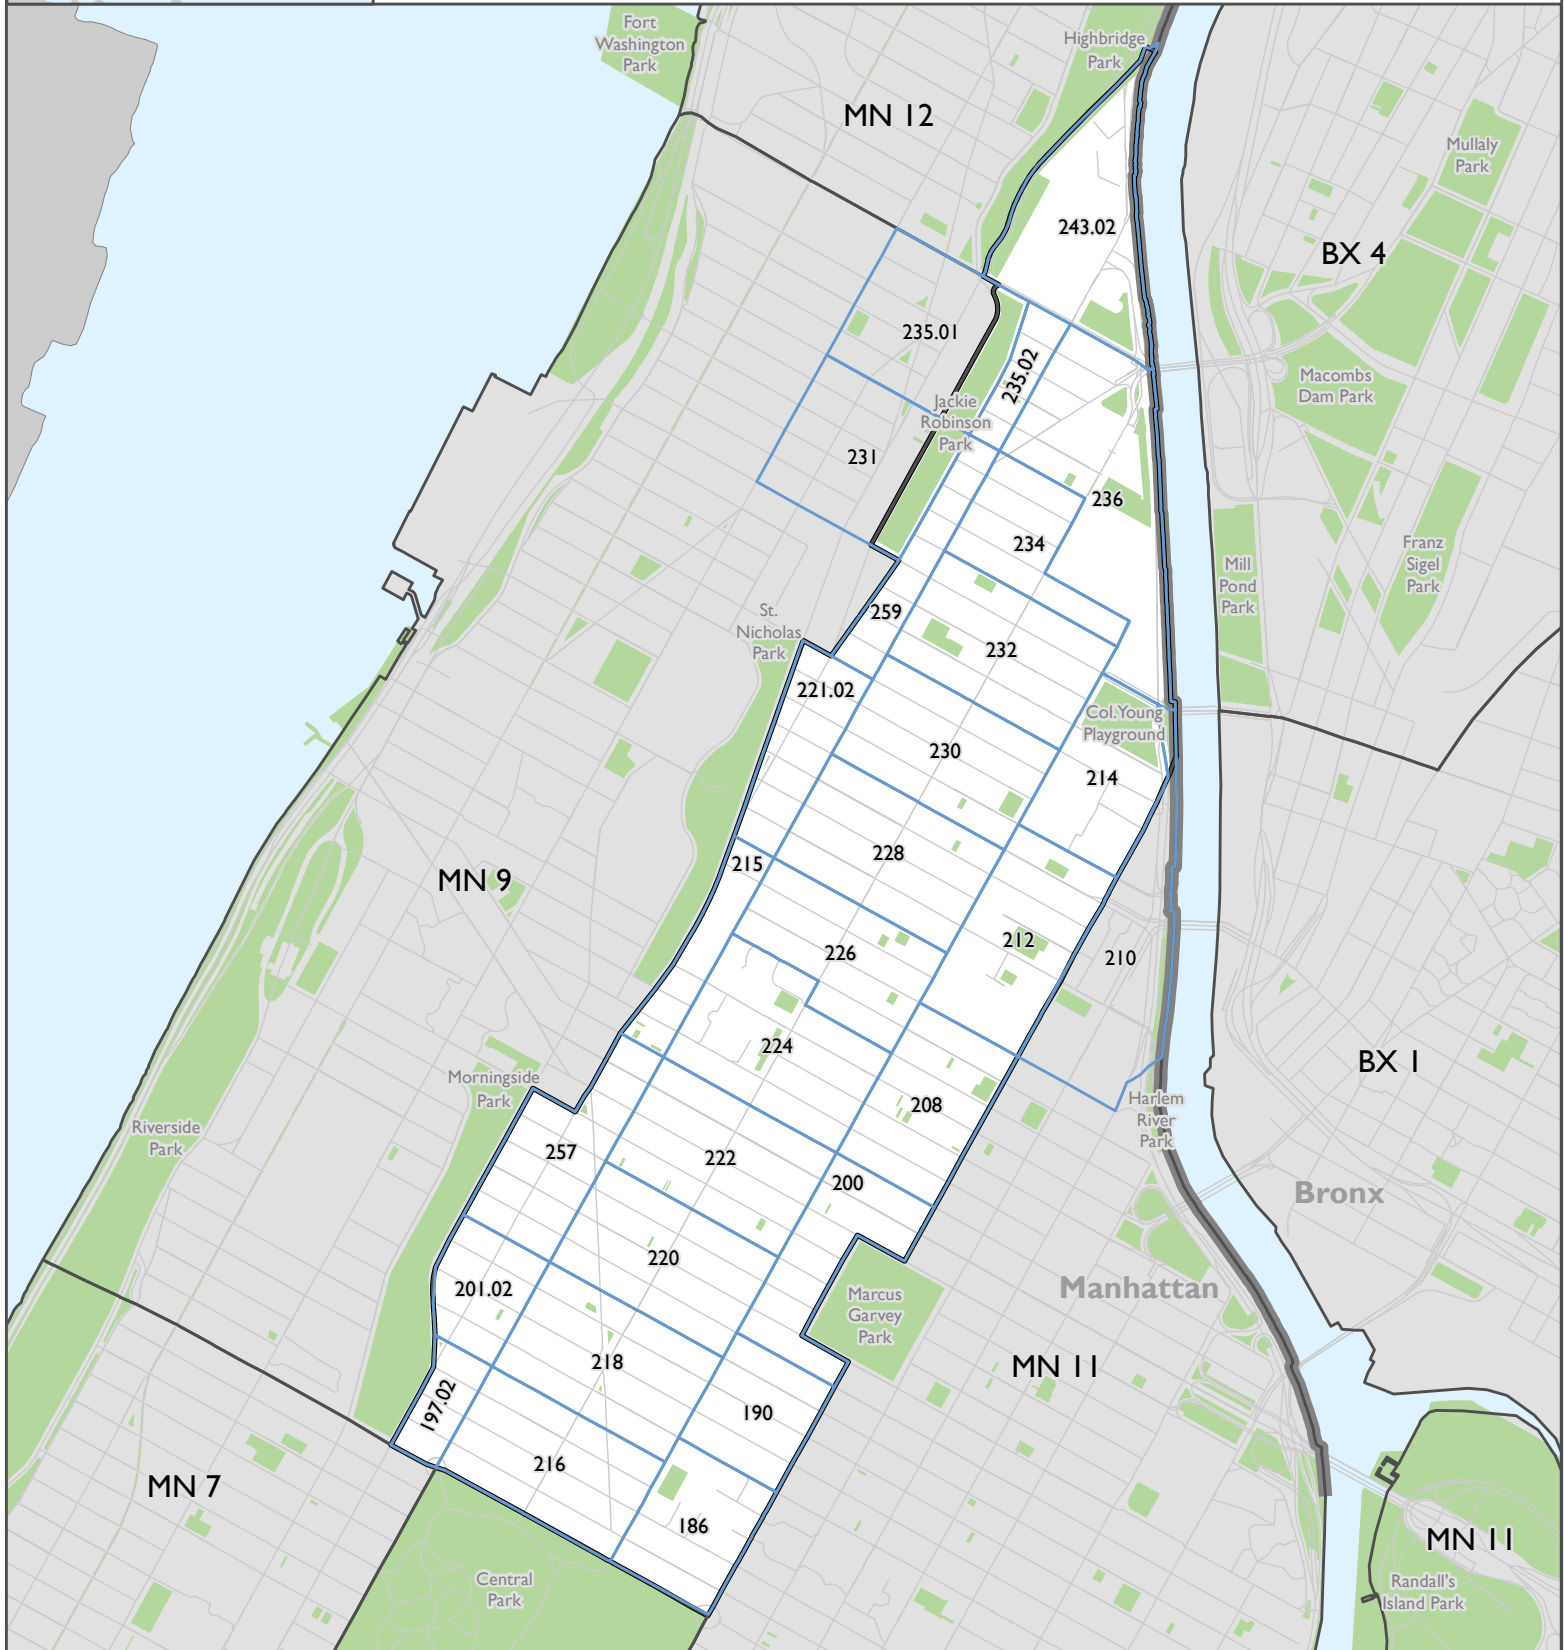 Fort
Washington
Park
Highbridge
Park
MN 12
Mullaly
Park
243.02
BX 4
235.01
235.02
Macombs
Dam Park
Jackie
Robinson
Park
231
236
234
Franz
Sigel
Park
Mill
Pond
Park
St.
Nicholas
Park
259
232
221.02
Col.Young
Playground
230
214
215
228
MN 9
212
226
210
224
BX 1
Morningside
Park
208
Harlem
River
Park
Riverside
Park
257
222
200
Bronx
220
201.02
Manhattan
Marcus
Garvey
Park
218
MN 11
197.02
190
216
MN 7
186
MN 11
Central
Park
Randall's
Island Park